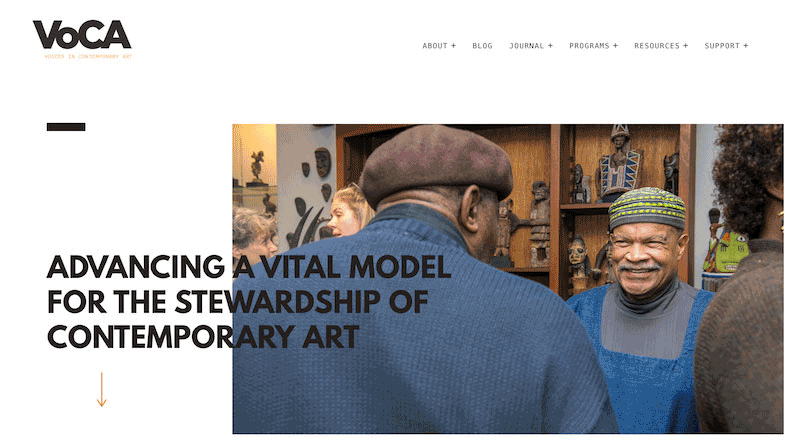 VoCA
VOICES IN CONTEMPORARY ART
ABOUT + BLOG JOURNAL + PROGRAMS + RESOURCES + SUPPORT +
ADVANCING A VITAL MODEL
FOR THE STEWARDSHIP OF
CONTEMPORARY ART